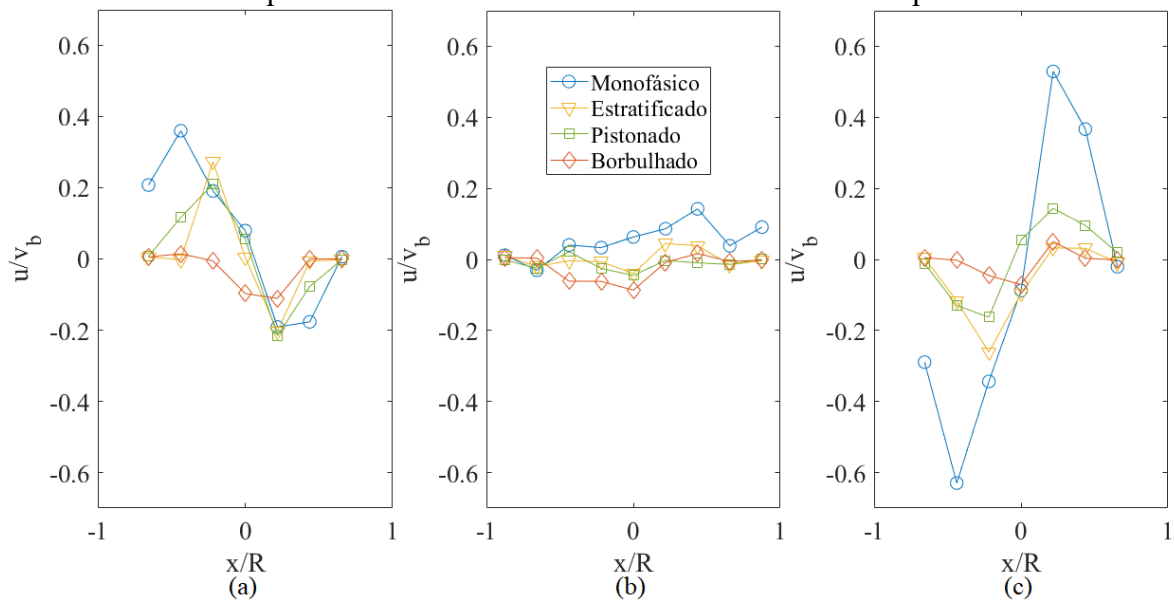 0.6
0.4
0.2
0
-0.2
-0.4
-0.6
u/v_b
-1 0 1
x/R
(a)
0.6
0.4
0.2
0
-0.2
-0.4
-0.6
u/v_b
Monofásico
Estratificado
Pistonado
Borbulhado
-1 0 1
x/R
(b)
0.6
0.4
0.2
0
-0.2
-0.4
-0.6
u/v_b
-1 0 1
x/R
(c)